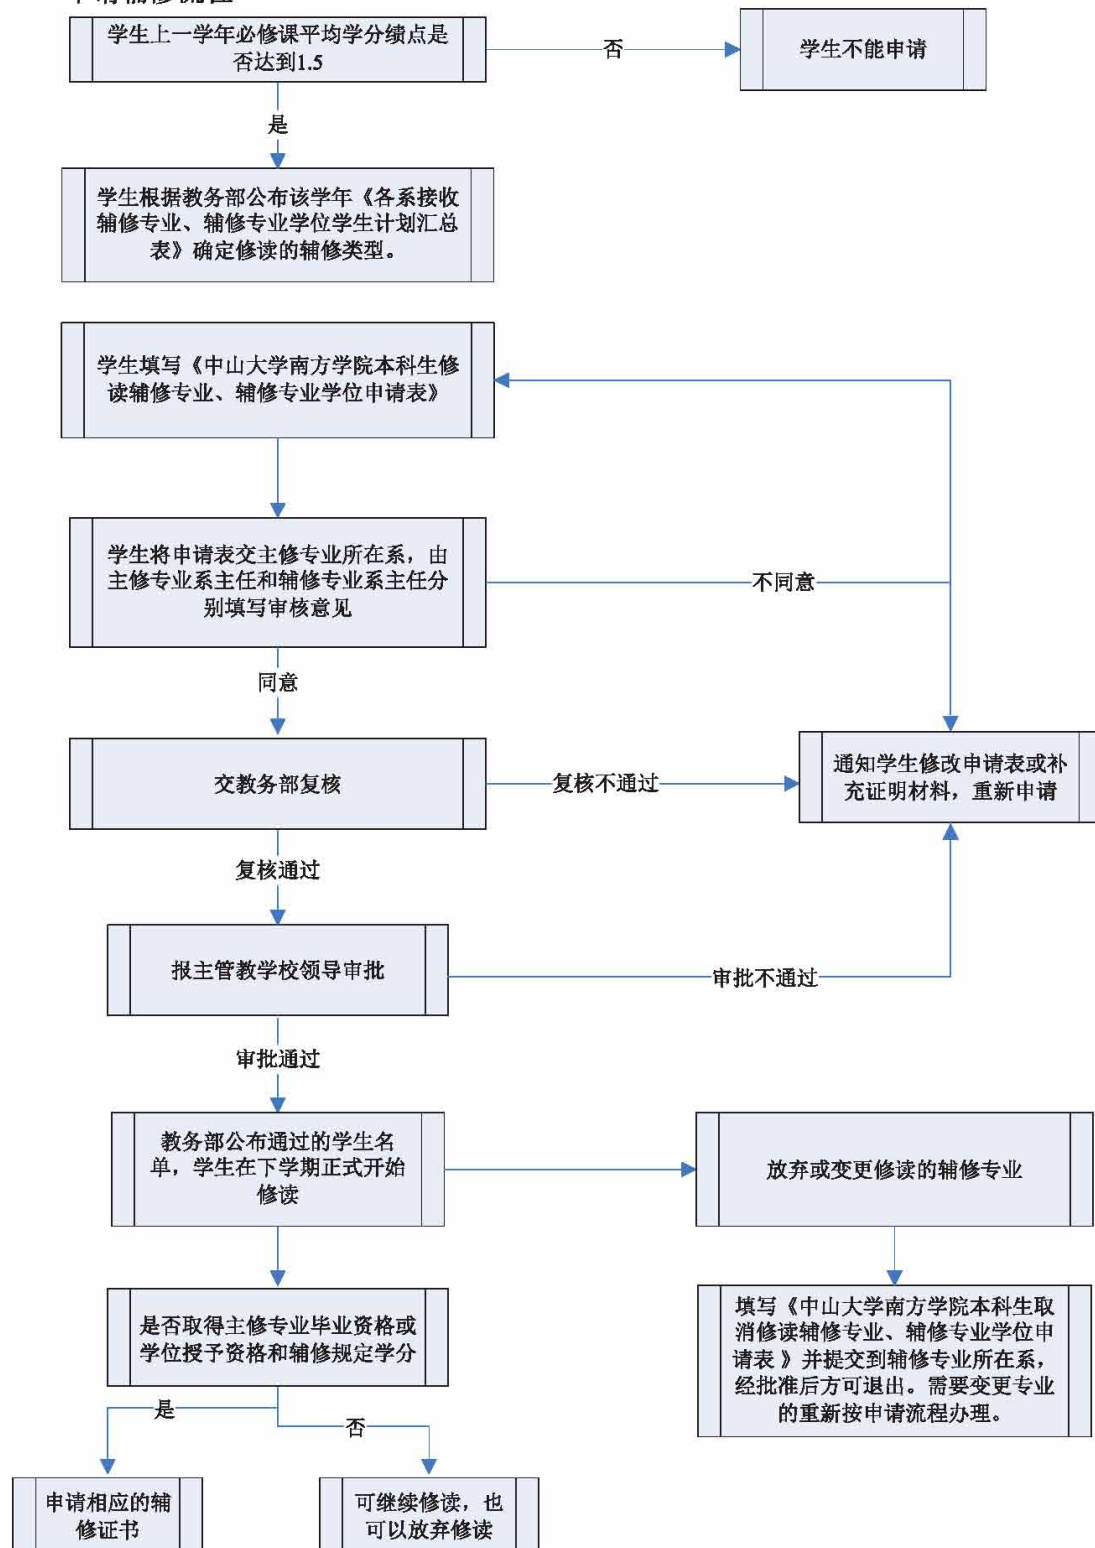 学生上一学年必修课平均学分绩点是
否达到1.5
否
学生不能申请
是
学生根据教务部公布该学年《各系接收
辅修专业、辅修专业学位学生计划汇总
表》确定修读的辅修类型。
学生填写《中山大学南方学院本科生修
读辅修专业、辅修专业学位申请表》
学生将申请表交主修专业所在系，由
主修专业系主任和辅修专业系主任分
别填写审核意见
不同意
同意
交教务部复核
复核不通过
通知学生修改申请表或补
充证明材料，重新申请
复核通过
报主管教学校领导审批
审批不通过
审批通过
教务部公布通过的学生名
单，学生在下学期正式开始
修读
放弃或变更修读的辅修专业
是否取得主修专业毕业资格或
学位授予资格和辅修规定学分
填写《中山大学南方学院本科生取
消修读辅修专业、辅修专业学位申
请表 》并提交到辅修专业所在系，
经批准后方可退出。需要变更专业
的重新按申请流程办理。
是
否
申请相应的辅
修证书
可继续修读，也
可以放弃修读